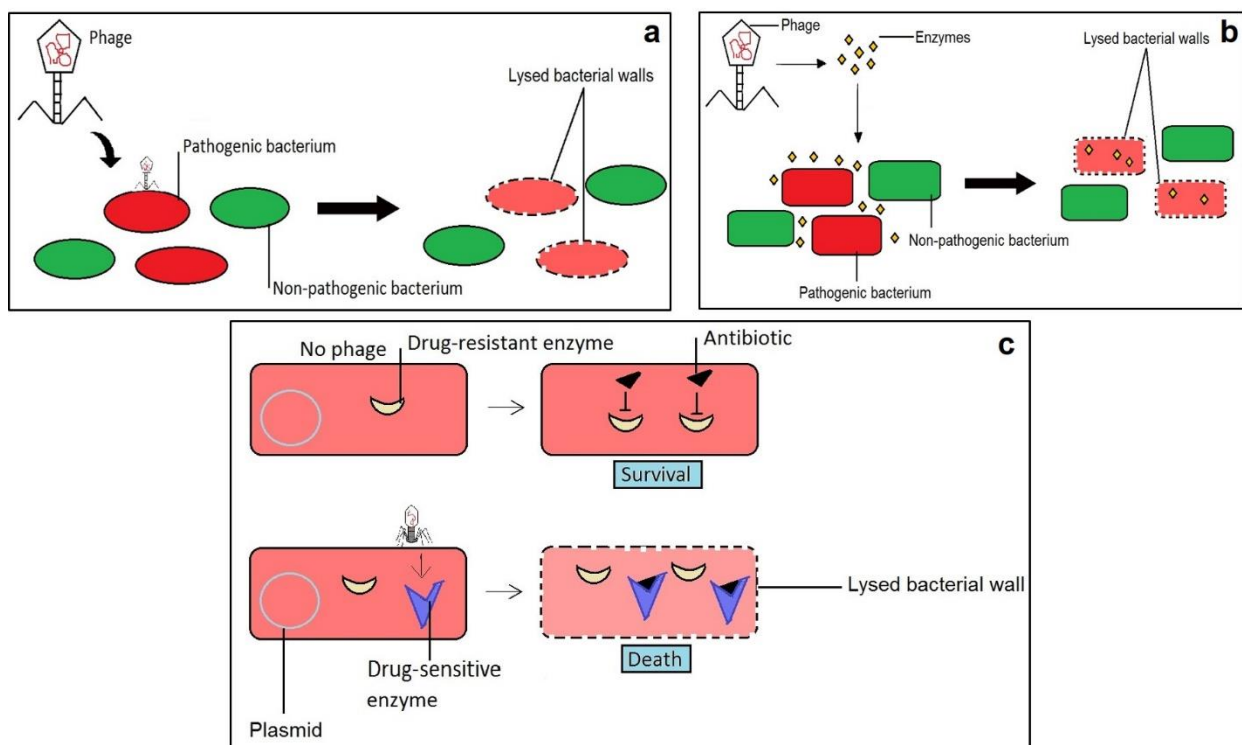 a
Phage
Lysed bacterial walls
Pathogenic bacterium
Non-pathogenic bacterium
b
Phage
Enzymes
Lysed bacterial walls
Non-pathogenic bacterium
Pathogenic bacterium
c
No phage
Drug-resistant enzyme
Antibiotic
Survival
Lysed bacterial wall
Drug-sensitive
enzyme
Death
Plasmid